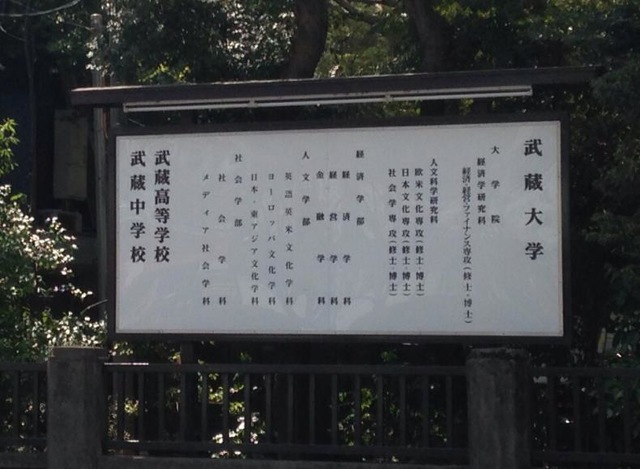 武蔵大学
大学院
経済学研究科
経済・経営・ファイナンス専攻(修士・博士)
人文科学研究科
欧米文化専攻(修士・博士)
日本文化専攻(修士・博士)
社会学専攻(修士・博士)
経済学部
経済学科
経営学科
金融学科
人文学部
英語英米文化学科
ヨーロッパ文化学科
日本・東アジア文化学科
社会学部
社会学科
メディア社会学科
武蔵高等学校
武蔵中学校